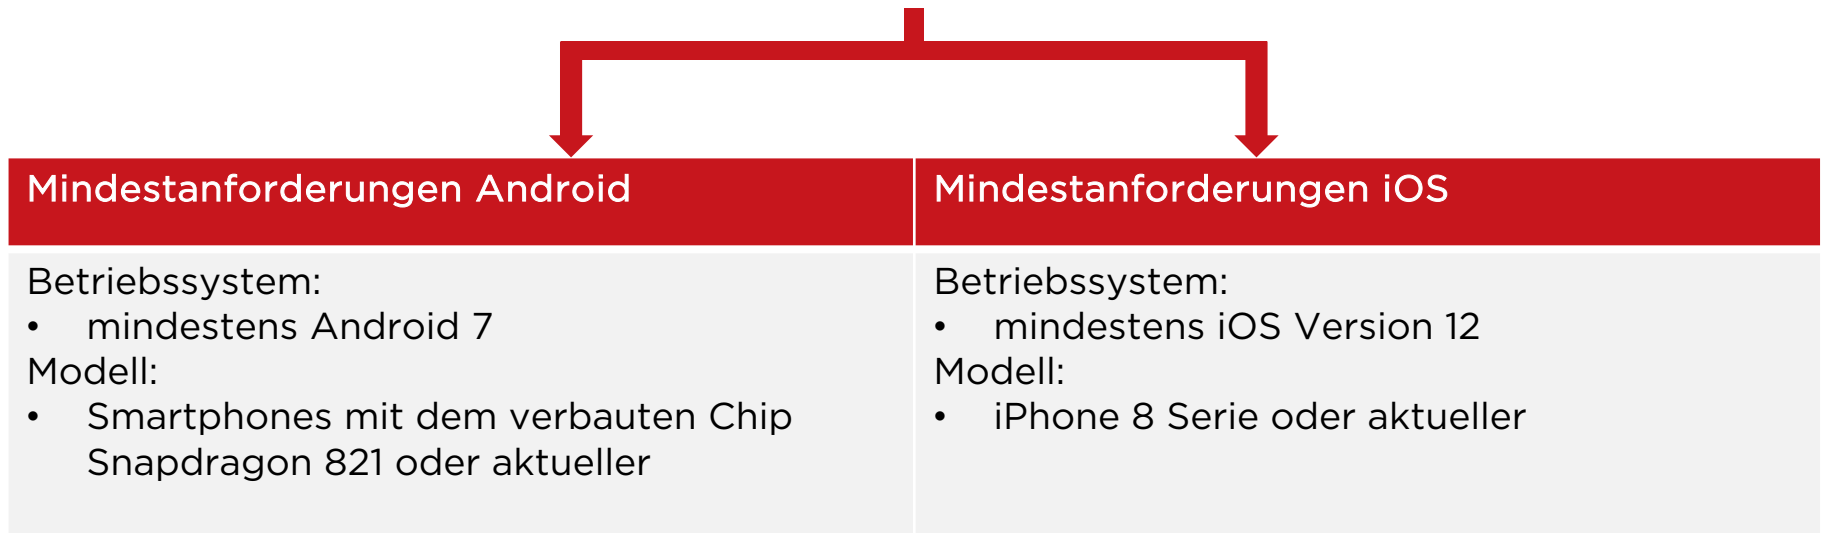 Mindestanforderungen Android
Betriebssystem:
• mindestens Android 7
Modell:
• Smartphones mit dem verbauten Chip
Snapdragon 821 oder aktueller
Mindestanforderungen iOS
Betriebssystem:
• mindestens iOS Version 12
Modell:
• iPhone 8 Serie oder aktueller